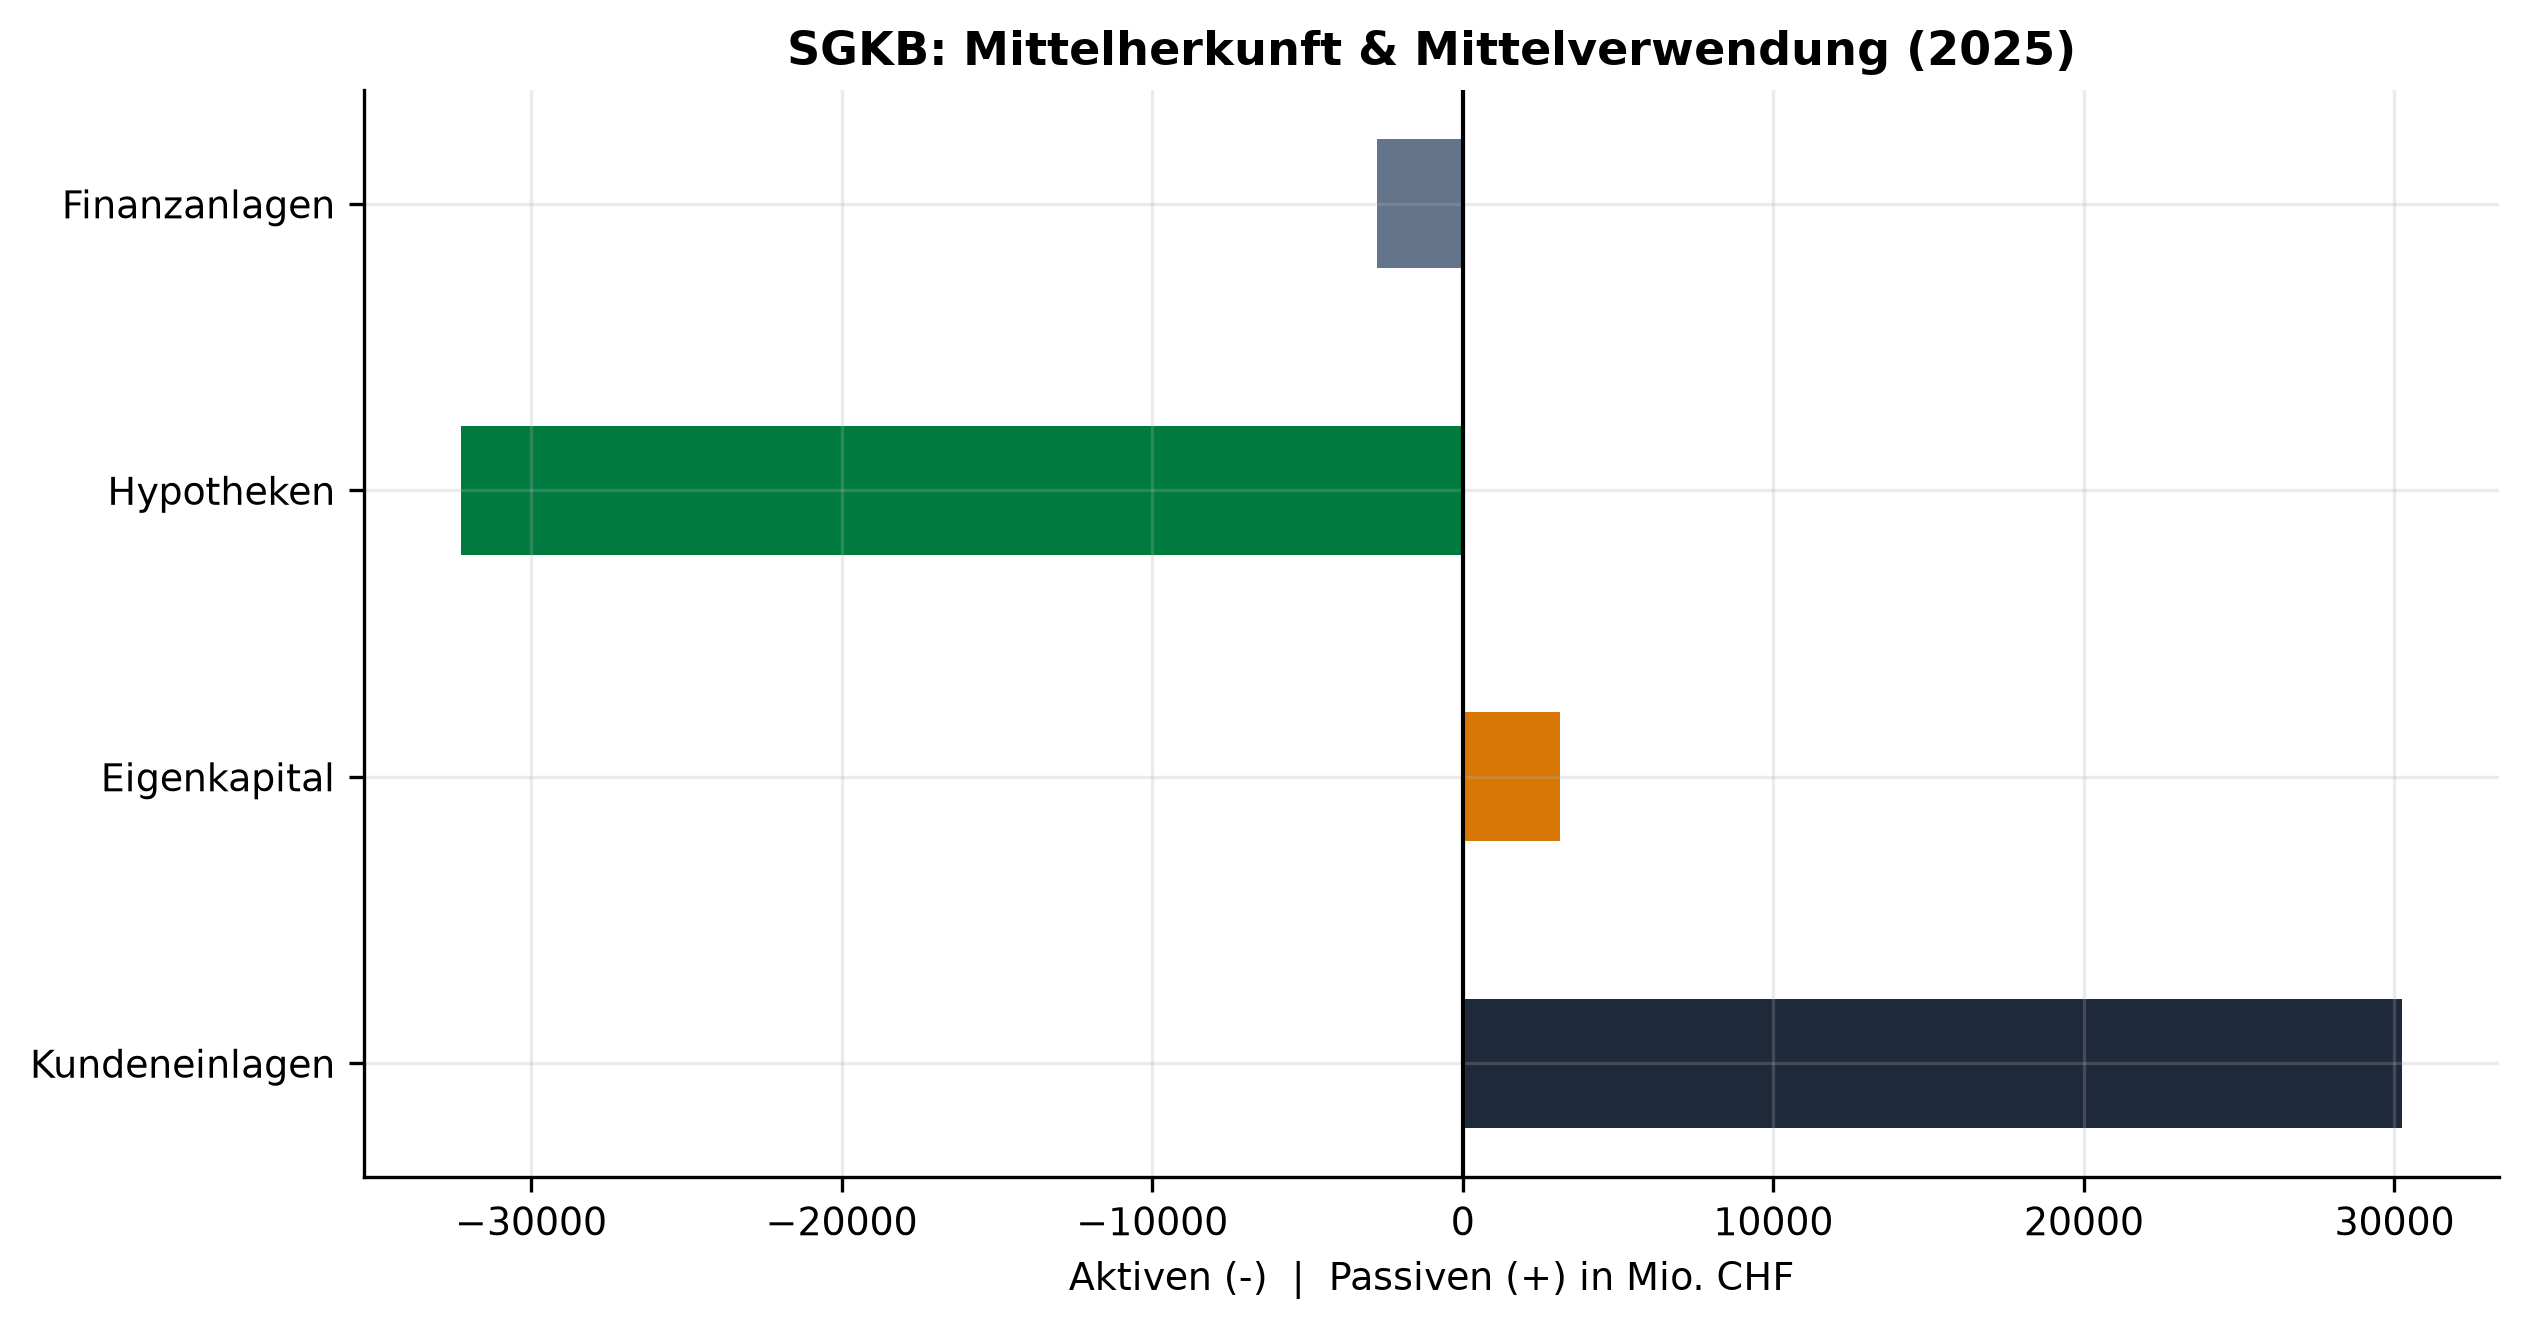 SGKB: Mittelherkunft & Mittelverwendung (2025)
Finanzanlagen
Hypotheken
Eigenkapital
Kundeneinlagen
−30000 −20000 −10000 0 10000 20000 30000
Aktiven (-) | Passiven (+) in Mio. CHF